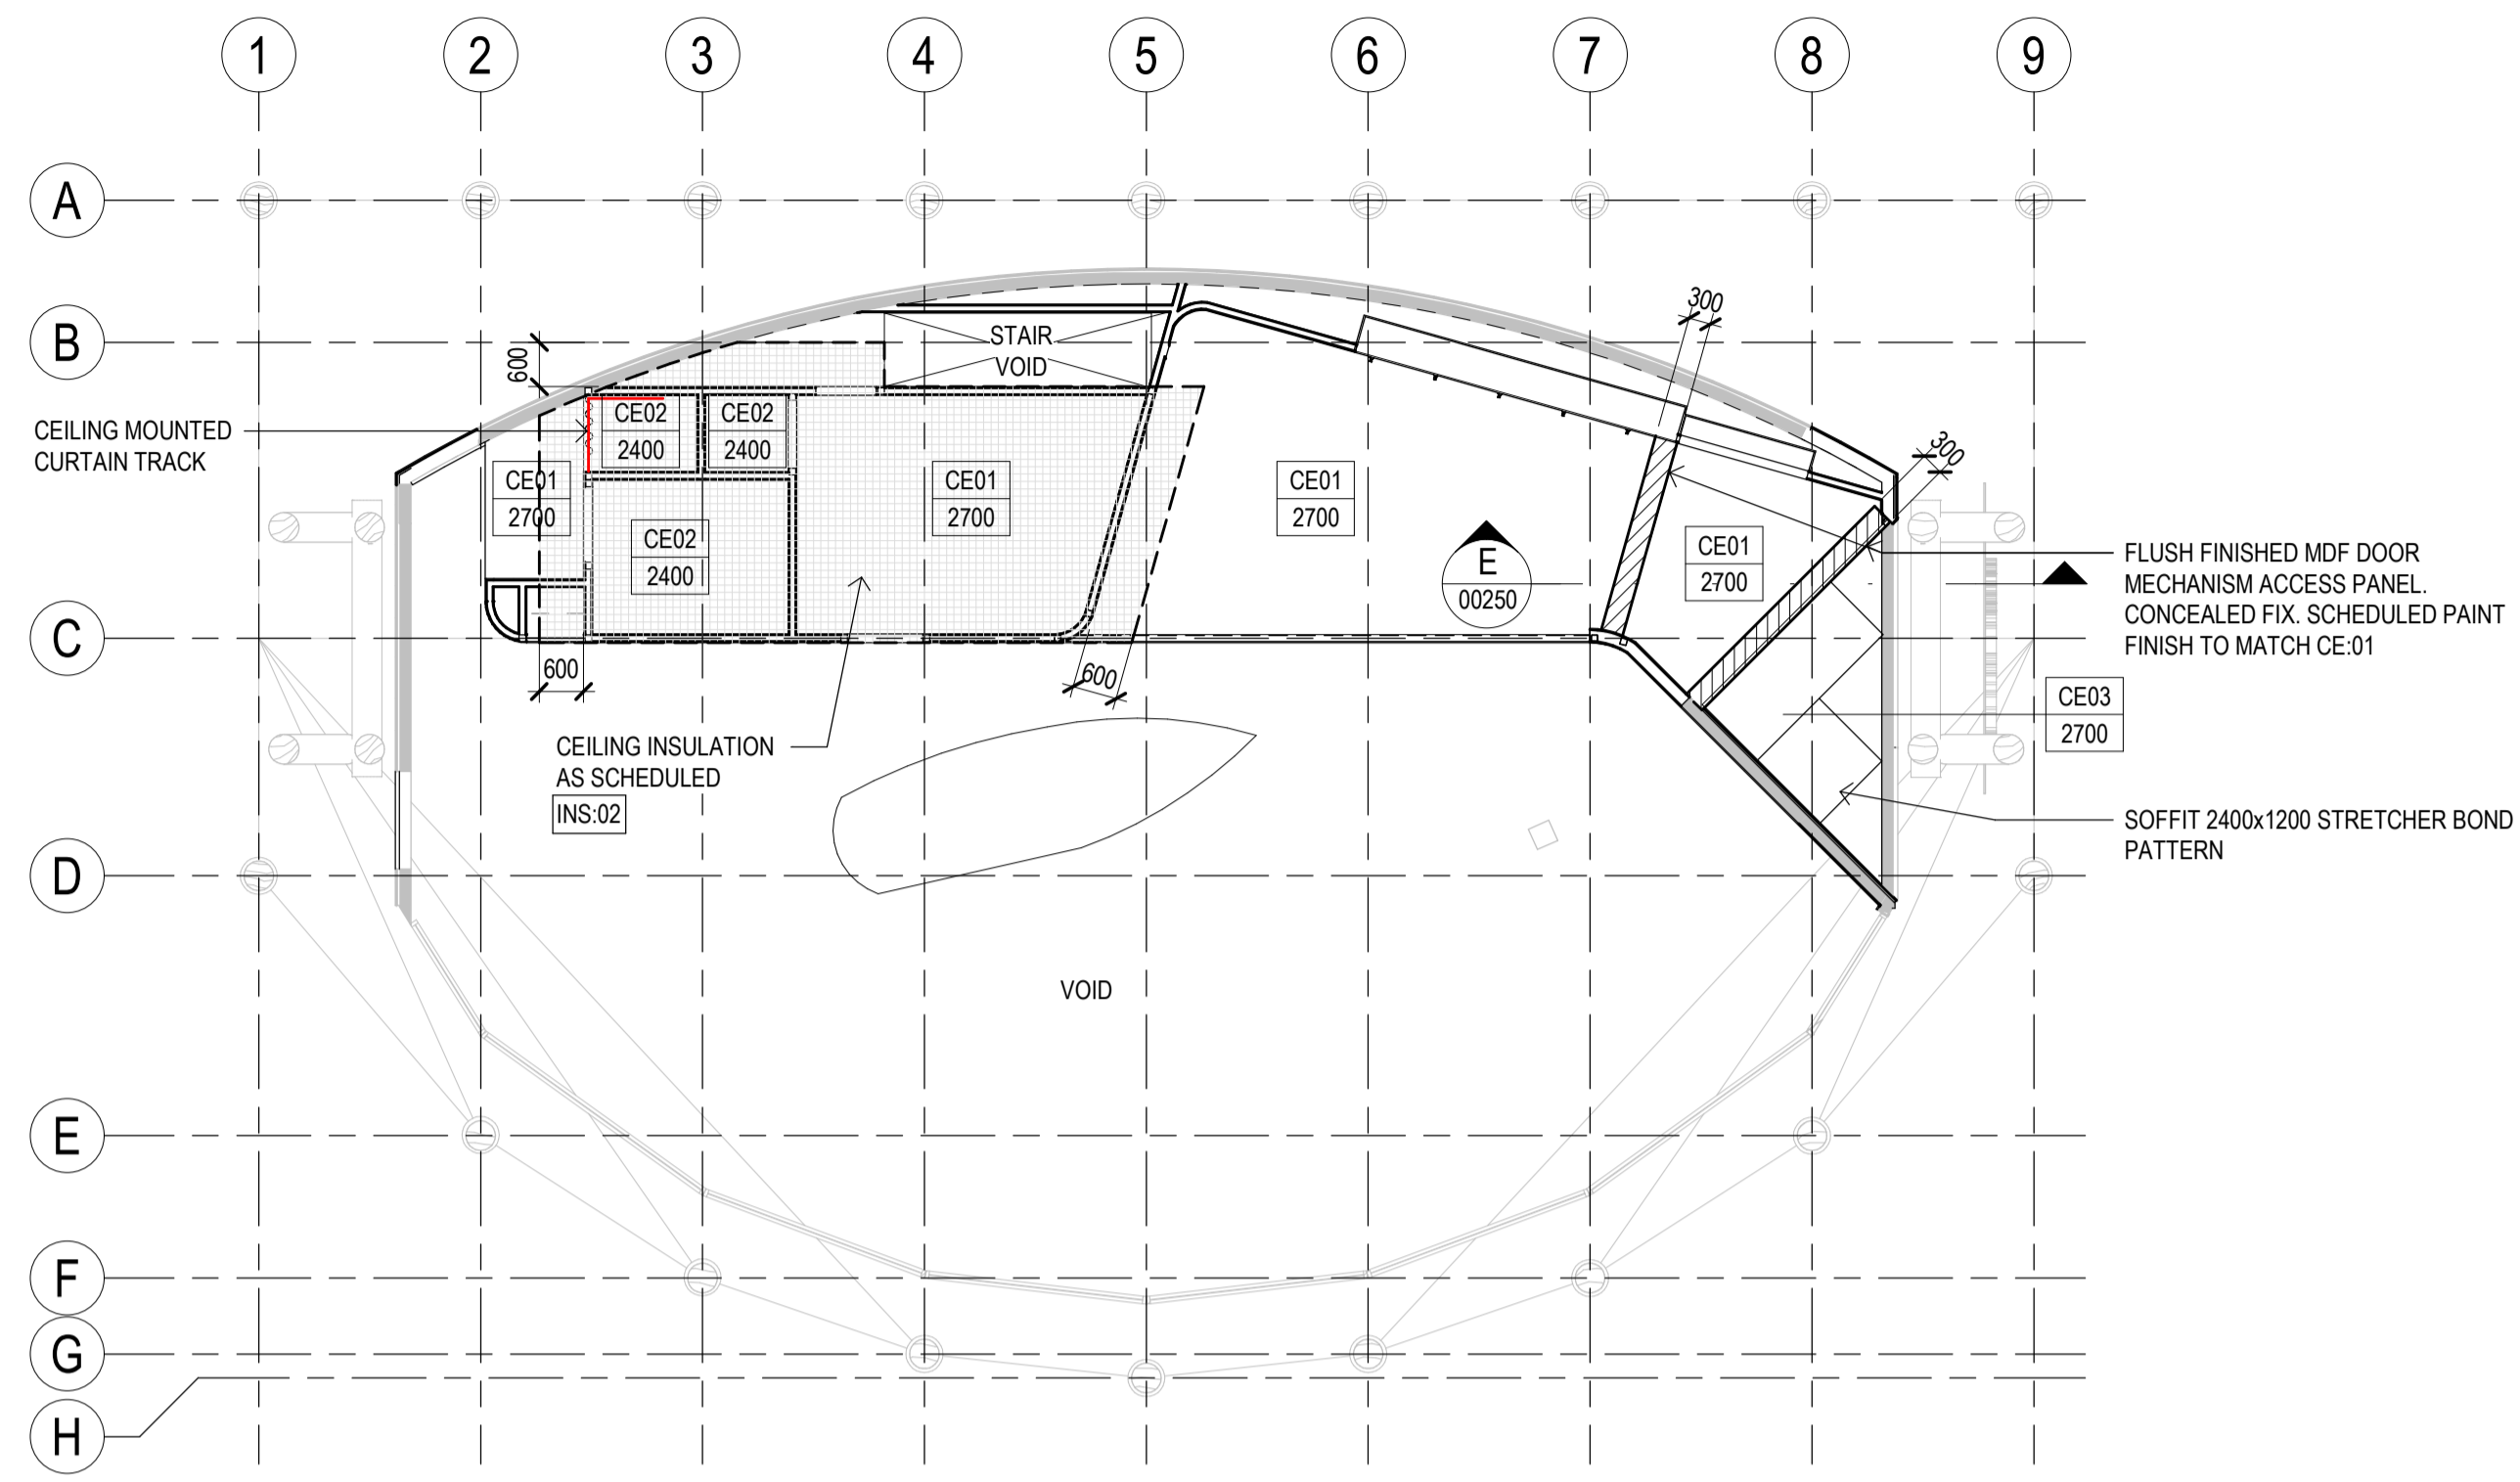 1
2
3
4
5
6
7
8
9
A
B
C
D
E
F
G
H
300
STAIR
VOID
600
CEILING MOUNTED
CURTAIN TRACK
CE02
2400
CE02
2400
CE01
2700
CE02
2400
CE01
2700
CE01
2700
E
00250
CE01
2700
300
FLUSH FINISHED MDF DOOR
MECHANISM ACCESS PANEL.
CONCEALED FIX. SCHEDULED PAINT
FINISH TO MATCH CE:01
600
600
CE03
2700
CEILING INSULATION
AS SCHEDULED
INS:02
SOFFIT 2400x1200 STRETCHER BOND
PATTERN
VOID